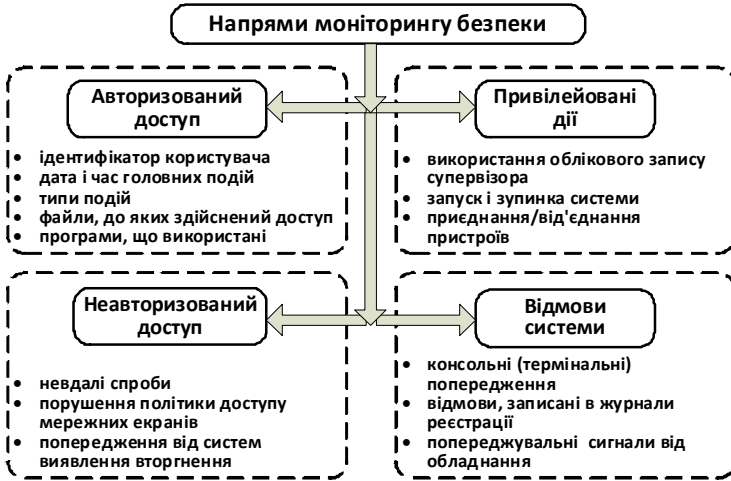 Напрями моніторингу безпеки
Авторизований
доступ
• ідентифікатор користувача
• дата і час головних подій
• типи подій
• файли, до яких здійснений доступ
• програми, що використані
Привілейовані
дії
• використання облікового запису
супервізора
• запуск і зупинка системи
• приєднання/від'єднання
пристроїв
Неавторизований
доступ
• невдалі спроби
• порушення політики доступу
мережних екранів
• попередження від систем
виявлення вторгнення
Відмови
системи
• консольні (термінальні)
попередження
• відмови, записані в журнали
реєстрації
• попереджувальні сигнали від
обладнання